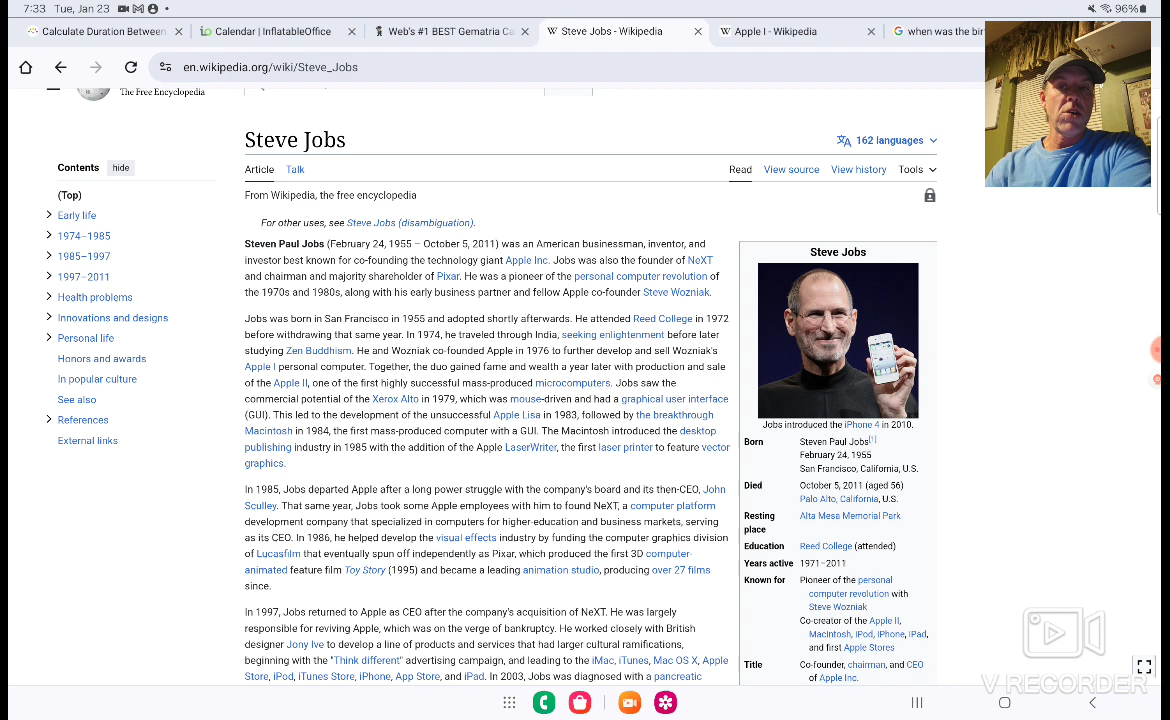 7:33 Tue, Jan 23
96%
Calculate Duration Between
Calendar | InflatableOffice
Web's #1 BEST Gematria Ca
Steve Jobs - Wikipedia
Apple I - Wikipedia
when was the bir
en.wikipedia.org/wiki/Steve_Jobs
The Free Encyclopedia
Steve Jobs
162 languages
Article Talk Read View source View history Tools
From Wikipedia, the free encyclopedia
Contents hide
(Top)
Early life
1974–1985
1985–1997
1997–2011
Health problems
Innovations and designs
Personal life
Honors and awards
In popular culture
See also
References
External links
For other uses, see Steve Jobs (disambiguation).
Steven Paul Jobs (February 24, 1955 – October 5, 2011) was an American businessman, inventor, and
investor best known for co-founding the technology giant Apple Inc. Jobs was also the founder of NeXT
and chairman and majority shareholder of Pixar. He was a pioneer of the personal computer revolution of
the 1970s and 1980s, along with his early business partner and fellow Apple co-founder Steve Wozniak.
Jobs was born in San Francisco in 1955 and adopted shortly afterwards. He attended Reed College in 1972
before withdrawing that same year. In 1974, he traveled through India, seeking enlightenment before later
studying Zen Buddhism. He and Wozniak co-founded Apple in 1976 to further develop and sell Wozniak's
Apple I personal computer. Together, the duo gained fame and wealth a year later with production and sale
of the Apple II, one of the first highly successful mass-produced microcomputers. Jobs saw the
commercial potential of the Xerox Alto in 1979, which was mouse-driven and had a graphical user interface
(GUI). This led to the development of the unsuccessful Apple Lisa in 1983, followed by the breakthrough
Macintosh in 1984, the first mass-produced computer with a GUI. The Macintosh introduced the desktop
publishing industry in 1985 with the addition of the Apple LaserWriter, the first laser printer to feature vector
graphics.
In 1985, Jobs departed Apple after a long power struggle with the company's board and its then-CEO, John
Sculley. That same year, Jobs took some Apple employees with him to found NeXT, a computer platform
development company that specialized in computers for higher-education and business markets, serving
as its CEO. In 1986, he helped develop the visual effects industry by funding the computer graphics division
of Lucasfilm that eventually spun off independently as Pixar, which produced the first 3D computer-
animated feature film Toy Story (1995) and became a leading animation studio, producing over 27 films
since.
In 1997, Jobs returned to Apple as CEO after the company's acquisition of NeXT. He was largely
responsible for reviving Apple, which was on the verge of bankruptcy. He worked closely with British
designer Jony Ive to develop a line of products and services that had larger cultural ramifications,
beginning with the "Think different" advertising campaign, and leading to the iMac, iTunes, Mac OS X, Apple
Store, iPod, iTunes Store, iPhone, App Store, and iPad. In 2003, Jobs was diagnosed with a pancreatic
Steve Jobs
Jobs introduced the iPhone 4 in 2010.
Born Steven Paul Jobs[1]
February 24, 1955
San Francisco, California, U.S.
Died October 5, 2011 (aged 56)
Palo Alto, California, U.S.
Resting Alta Mesa Memorial Park
place
Education Reed College (attended)
Years active 1971–2011
Known for Pioneer of the personal
computer revolution with
Steve Wozniak
Co-creator of the Apple II,
Macintosh, iPod, iPhone, iPad,
and first Apple Stores
Title Co-founder, chairman, and CEO
of Apple Inc.
V RECORDER